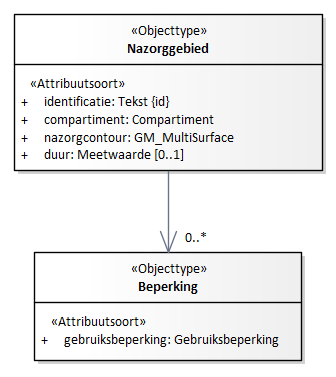 «Objecttype»
Nazorggebied
«Attribuutsoort»
+ identificatie: Tekst {id}
+ compartiment: Compartiment
+ nazorgcontour: GM_MultiSurface
+ duur: Meetwaarde [0..1]
0..*
«Objecttype»
Beperking
«Attribuutsoort»
+ gebruiksbeperking: Gebruiksbeperking